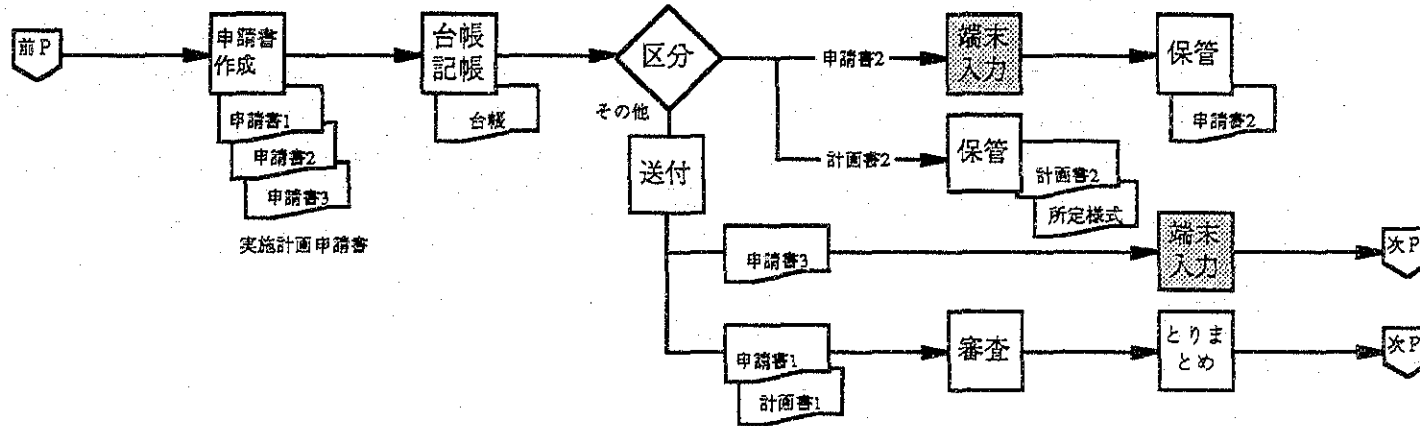 前P
申請書
作成
申請書1
申請書2
申請書3
実施計画申請書
台帳
記帳
台帳
区分
その他
申請書2
端末
入力
保管
申請書2
計画書2
保管
計画書2
所定様式
送付
申請書3
端末
入力
次P
申請書1
計画書1
審査
とりま
とめ
次P